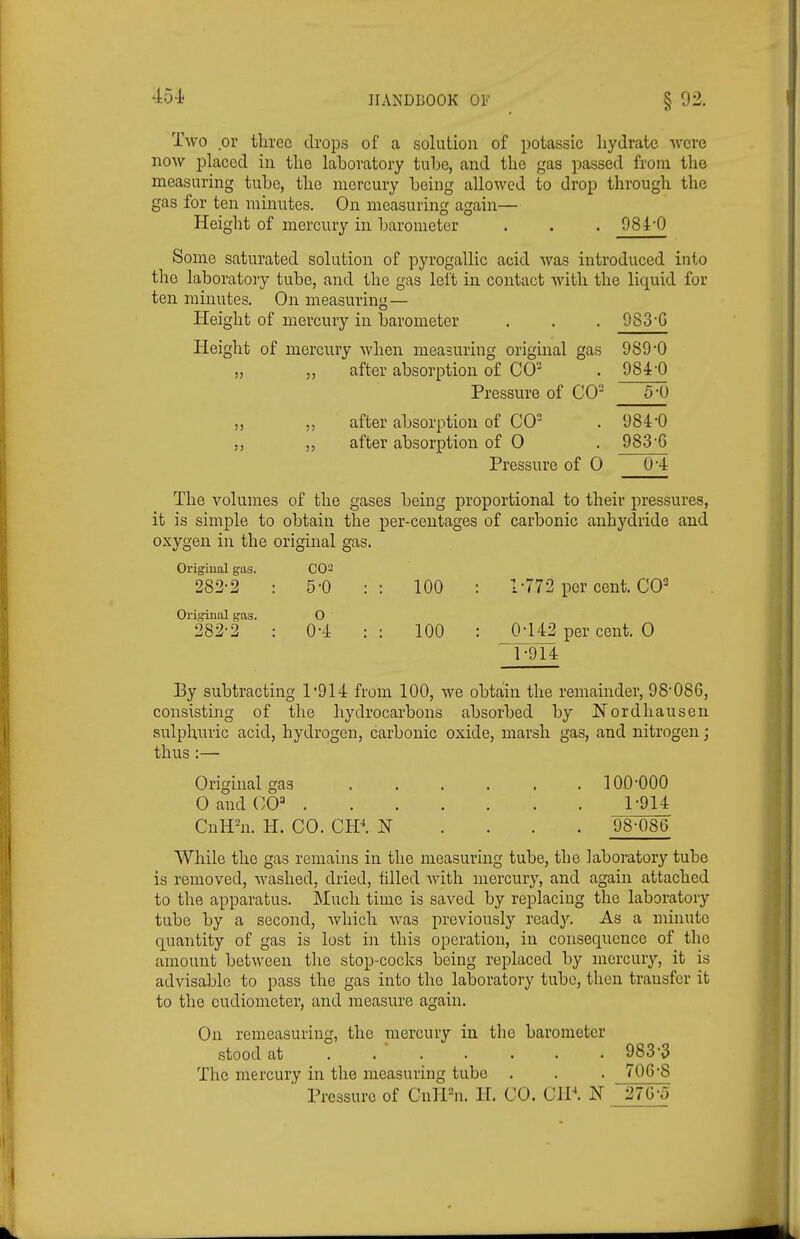 454 HANDBOOK OF § 92.
Two or three drops of a solution of potassic hydrate were
now placed in the laboratory tube, and the gas passed from the
measuring tube, the mercury being allowed to drop through the
gas for ten minutes. On measuring again—
Height of mercury in barometer . . . 984·0
Some saturated solution of pyrogallic acid was introduced into
the laboratory tube, and the gas left in contact with the liquid for
ten minutes. On measuring—
Height of mercury in barometer . . . 983·6
Height of mercury when measuring original gas 989·0
„ „ after absorption of CO² . 984·0
Pressure of CO² 5·0
„ „ after absorption of CO² . 984·0
„ „ after absorption of O . 983·6
Pressure of O 0·4
The volumes of the gases being proportional to their pressures,
it is simple to obtain the per-centages of carbonic anhydride and
oxygen in the original gas.
Original gas. CO²
282·2 : 5·0 : : 100 : 1·772 per cent. CO²
Original gas. O
282·2 : 0·4 : : 100 : 0·142 per cent. O
1·914
By subtracting 1·914 from 100, we obtain the remainder, 98·086,
consisting of the hydrocarbons absorbed by Nordhausen
sulphuric acid, hydrogen, carbonic oxide, marsh gas, and nitrogen;
thus :—
Original gas . . . . . . 100·000
O and CO² . . . . . . . 1·914
CnH²n. H. CO. CH⁴. N . . . . 98·086
While the gas remains in the measuring tube, the laboratory tube
is removed, washed, dried, filled with mercury, and again attached
to the apparatus. Much time is saved by replacing the laboratory
tube by a second, which was previously ready. As a minute
quantity of gas is lost in this operation, in consequence of the
amount between the stop-cocks being replaced by mercury, it is
advisable to pass the gas into the laboratory tube, then transfer it
to the eudiometer, and measure again.
On remeasuring, the mercury in the barometer
stood at . . . . . . . 983·3
The mercury in the measuring tube . . . 706·8
Pressure of CnH²n. H. CO. CH⁴. N 276·5